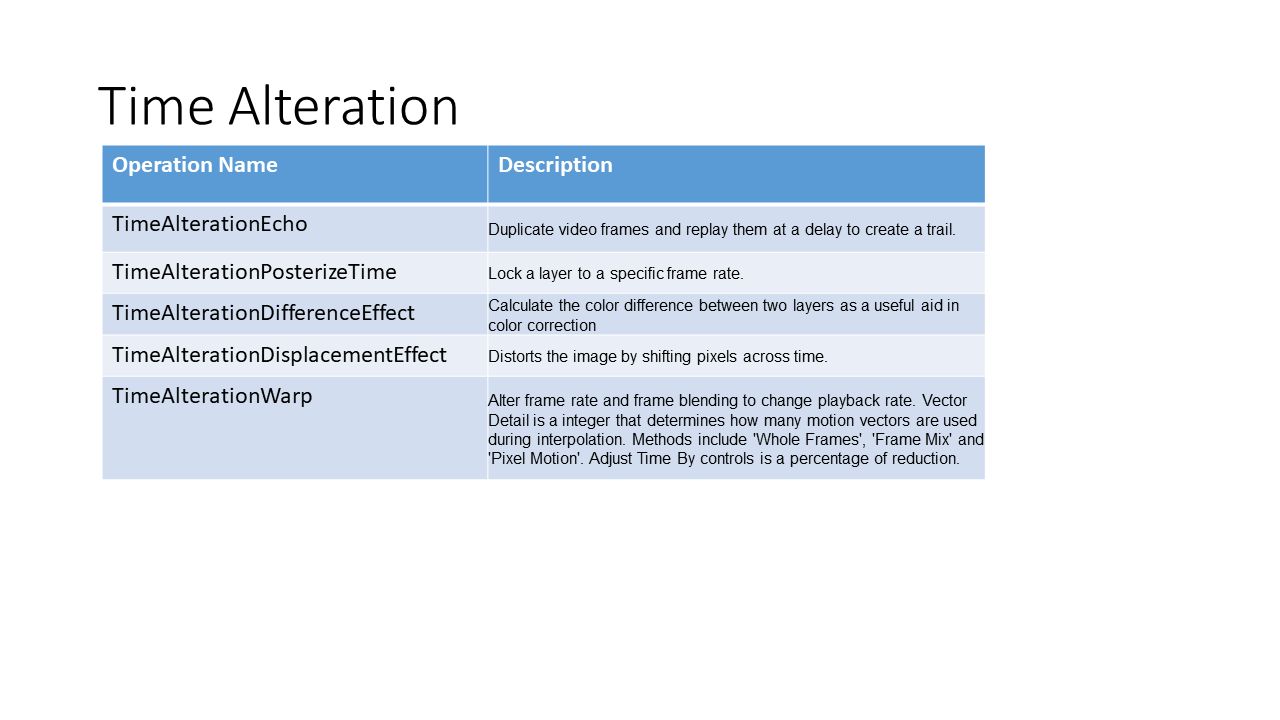 Time Alteration
Operation Name
Description
TimeAlterationEcho
Duplicate video frames and replay them at a delay to create a trail.
TimeAlterationPosterizeTime
Lock a layer to a specific frame rate.
TimeAlterationDifferenceEffect
Calculate the color difference between two layers as a useful aid in
color correction
TimeAlterationDisplacementEffect
Distorts the image by shifting pixels across time.
TimeAlterationWarp
Alter frame rate and frame blending to change playback rate. Vector
Detail is a integer that determines how many motion vectors are used
during interpolation. Methods include 'Whole Frames', 'Frame Mix' and
'Pixel Motion'. Adjust Time By controls is a percentage of reduction.